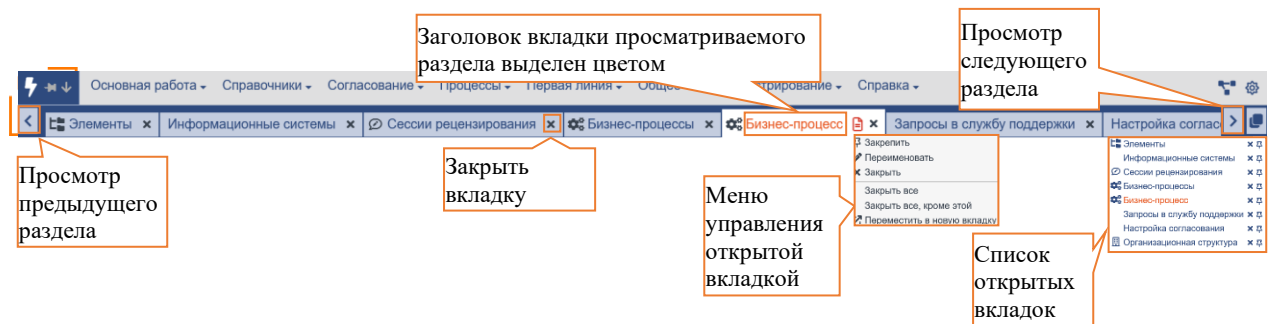 Заголовок вкладки просматриваемого
раздела выделен цветом
Просмотр
следующего
раздела
Основная работа Справочники Согласование Процессы Первая линия Справка
Элементы Информационные системы Сессии рецензирования Бизнес-процессы Бизнес-процесс Запросы в службу поддержки Настройка соглас
Просмотр
предыдущего
раздела
Закрыть
вкладку
Меню
управления
открытой
вкладкой
Закрепить
Переименовать
Закрыть
Закрыть все
Закрыть все, кроме этой
Переместить в новую вкладку
Элементы
Информационные системы
Сессии рецензирования
Бизнес-процессы
Бизнес-процесс
Запросы в службу поддержки
Настройка согласования
Организационная структура
Список
открытых
вкладок